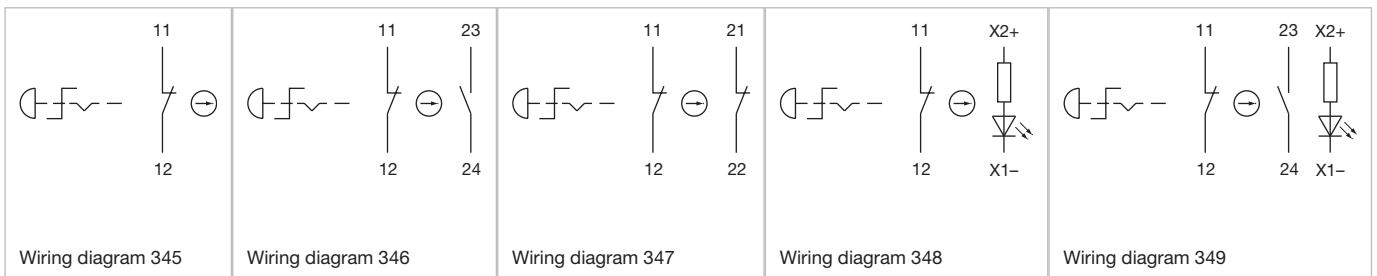 11
12
Wiring diagram 345
11 23
12 24
Wiring diagram 346
11 21
12 22
Wiring diagram 347
11 X2+
12 X1–
Wiring diagram 348
11 23 X2+
12 24 X1–
Wiring diagram 349